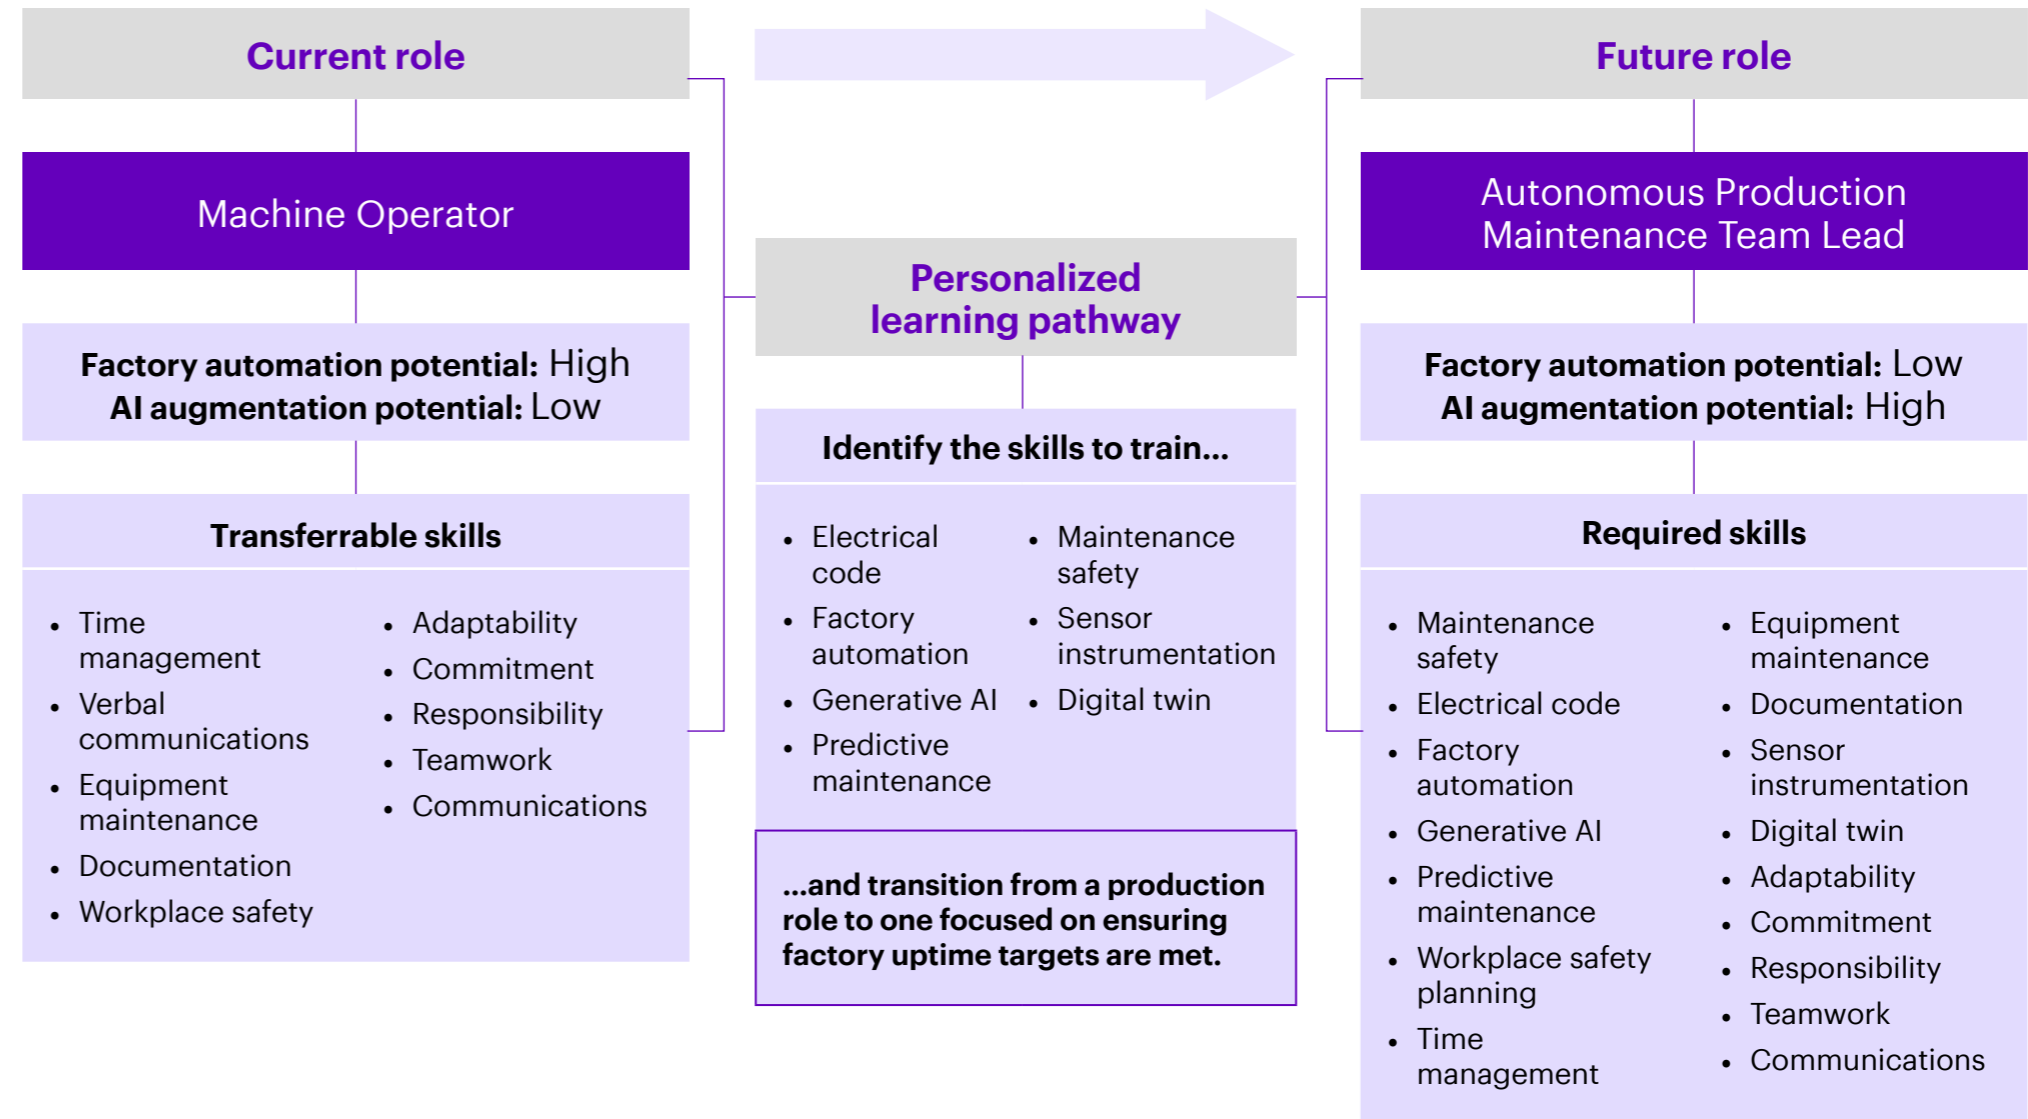 Current role
Machine Operator
Factory automation potential: High
AI augmentation potential: Low
Transferrable skills
• Time
management
• Verbal
communications
• Equipment
maintenance
• Documentation
• Workplace safety
• Adaptability
• Commitment
• Responsibility
• Teamwork
• Communications
Personalized
learning pathway
Identify the skills to train...
• Electrical
code
• Factory
automation
• Generative AI
• Predictive
maintenance
• Maintenance
safety
• Sensor
instrumentation
• Digital twin
...and transition from a production
role to one focused on ensuring
factory uptime targets are met.
Future role
Autonomous Production
Maintenance Team Lead
Factory automation potential: Low
AI augmentation potential: High
Required skills
• Maintenance
safety
• Electrical code
• Factory
automation
• Generative AI
• Predictive
maintenance
• Workplace safety
planning
• Time
management
• Equipment
maintenance
• Documentation
• Sensor
instrumentation
• Digital twin
• Adaptability
• Commitment
• Responsibility
• Teamwork
• Communications